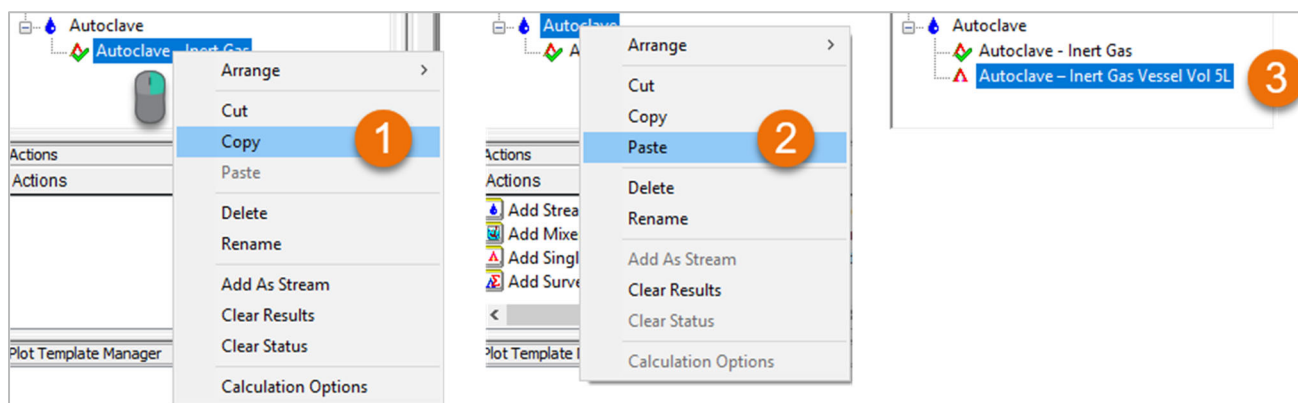 Autoclave
Autoclave - Inert Gas
Arrange
Cut
Copy
1
Paste
Delete
Rename
Add As Stream
Clear Results
Clear Status
Calculation Options
Actions
Actions
Plot Template Manager
Autoclave
A
Arrange
Cut
Copy
Paste
2
Delete
Rename
Add As Stream
Clear Results
Clear Status
Calculation Options
Actions
Actions
Add Strea
Add Mixe
Add Singl
Add Surve
Plot Template
Autoclave
Autoclave - Inert Gas
Autoclave – Inert Gas Vessel Vol 5L
3